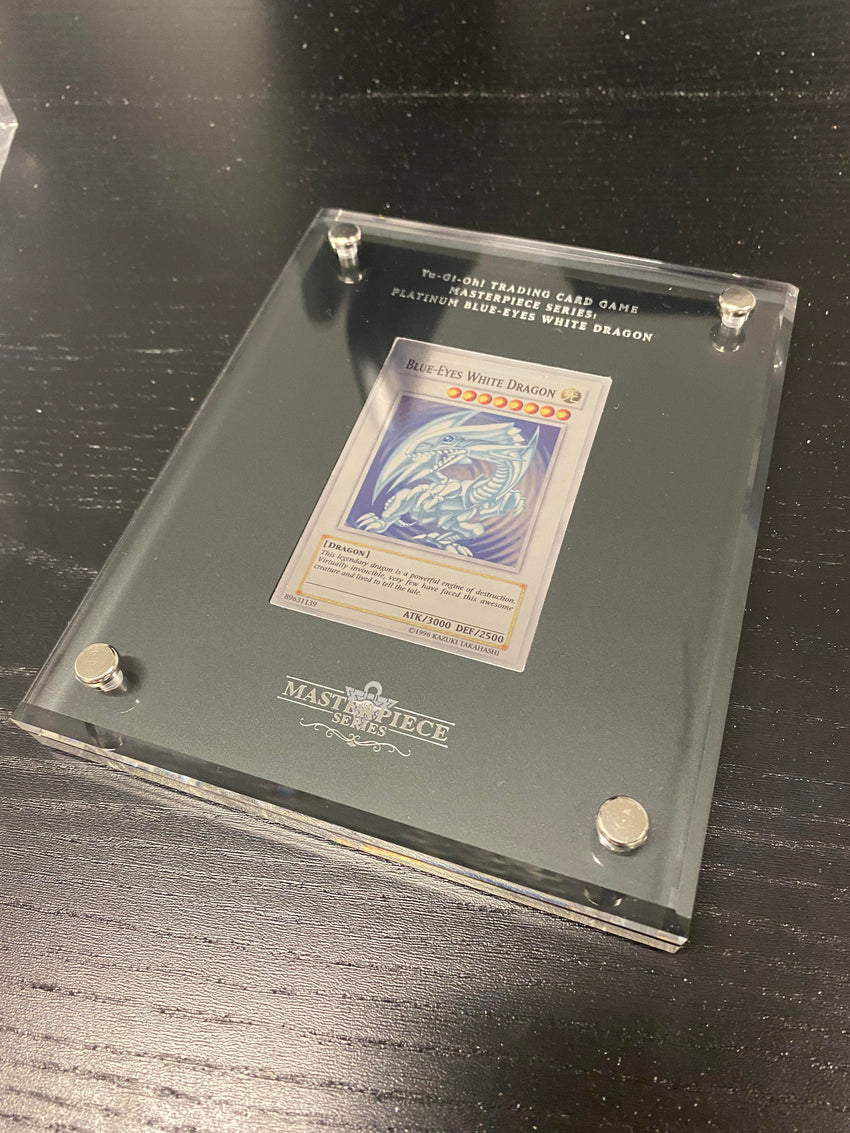 Yu-Gi-Oh! TRADING CARD GAME
MASTERPIECE SERIES:
PLATINUM BLUE-EYES WHITE DRAGON
BLUE-EYES WHITE DRAGON 光
[DRAGON]
This legendary dragon is a powerful engine of destruction.
Virtually invincible, very few have faced this awesome
creature and lived to tell the tale.
ATK/3000 DEF/2500
89631139
©1996 KAZUKI TAKAHASHI
MASTERPIECE
SERIES